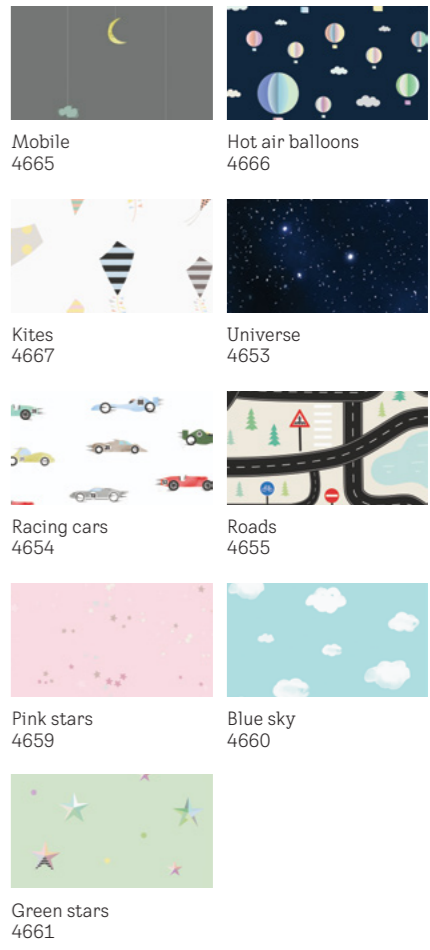 Mobile
4665
Hot air balloons
4666
Kites
4667
Universe
4653
Racing cars
4654
Roads
4655
Pink stars
4659
Blue sky
4660
Green stars
4661